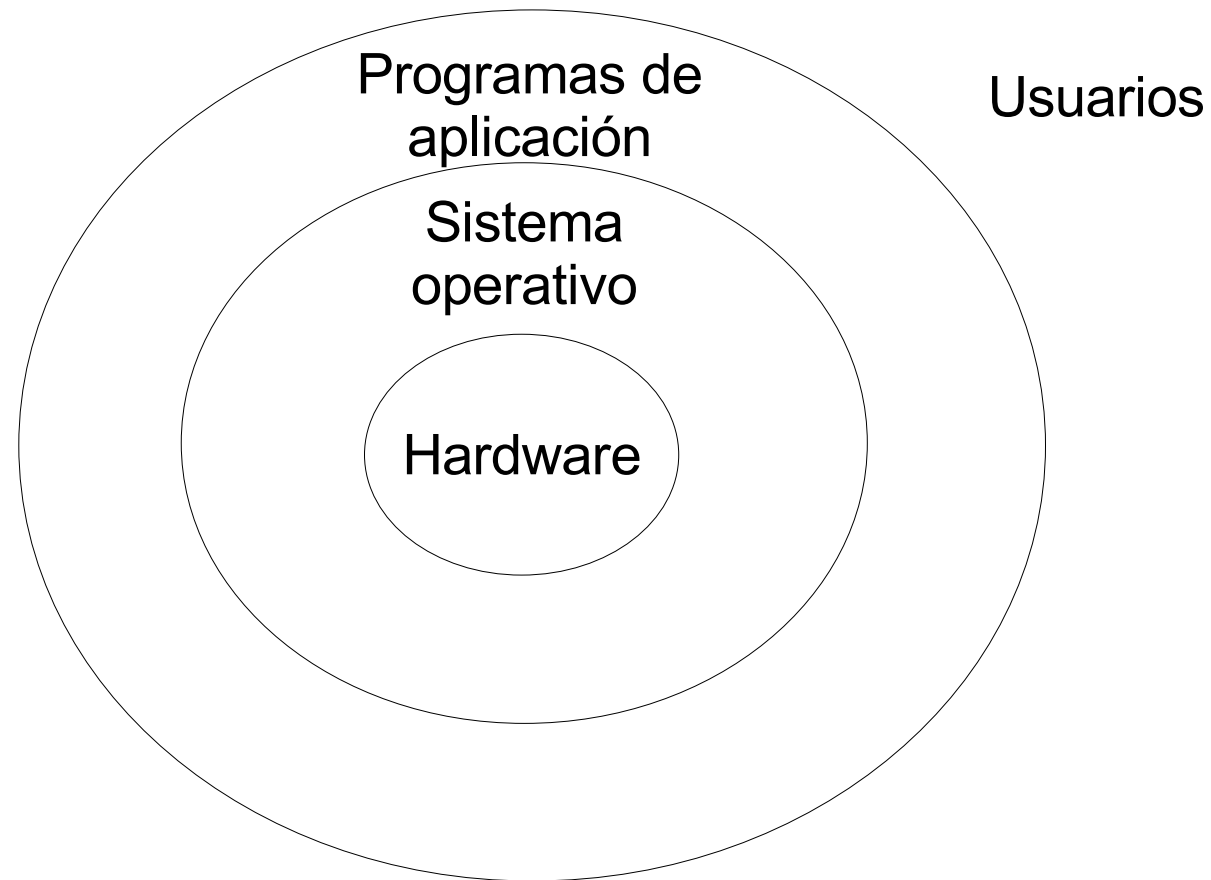 Programas de
aplicación
Usuarios
Sistema
operativo
Hardware